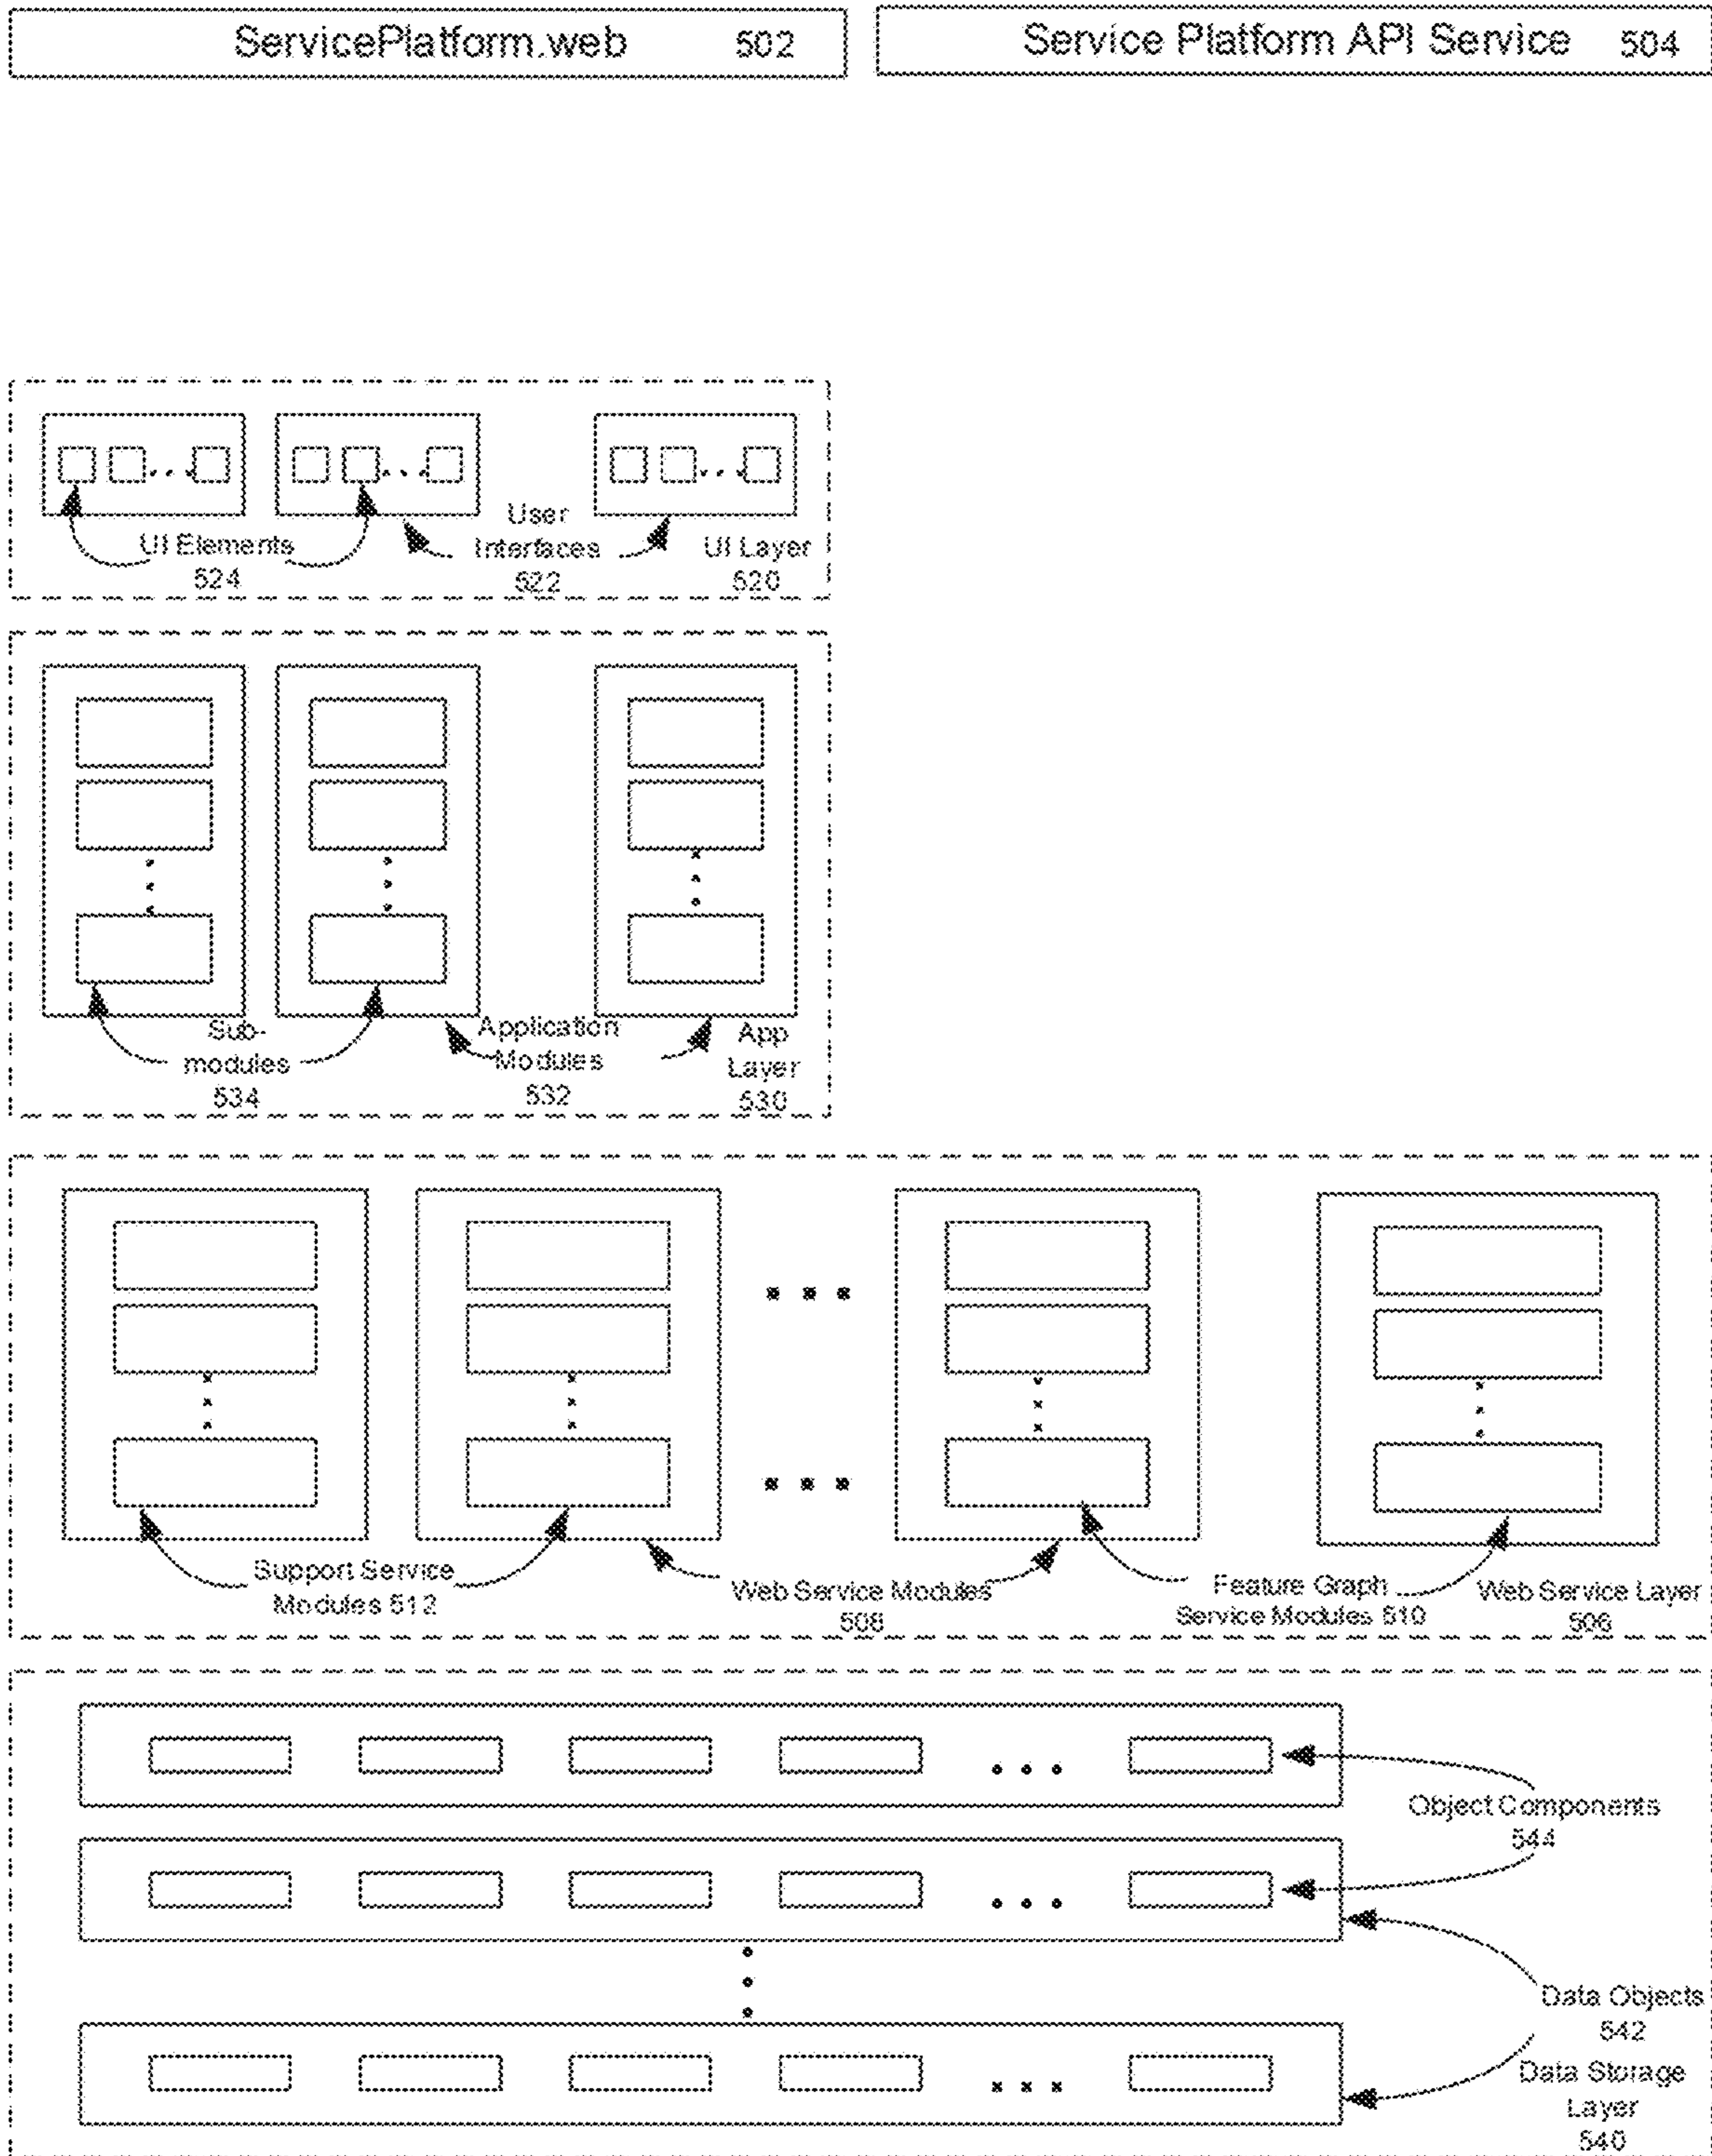 ServicePlatform.web 502
Service Platform API Service 504
UI Elements
524
User
Interfaces
522
UI Layer
520
Sub-
modules
534
Application
Modules
532
App
Layer
530
Support Service
Modules 512
Web Service Modules
508
Feature Graph
Service Modules 510
Web Service Layer
506
Object Components
544
Data Objects
542
Data Storage
Layer
540